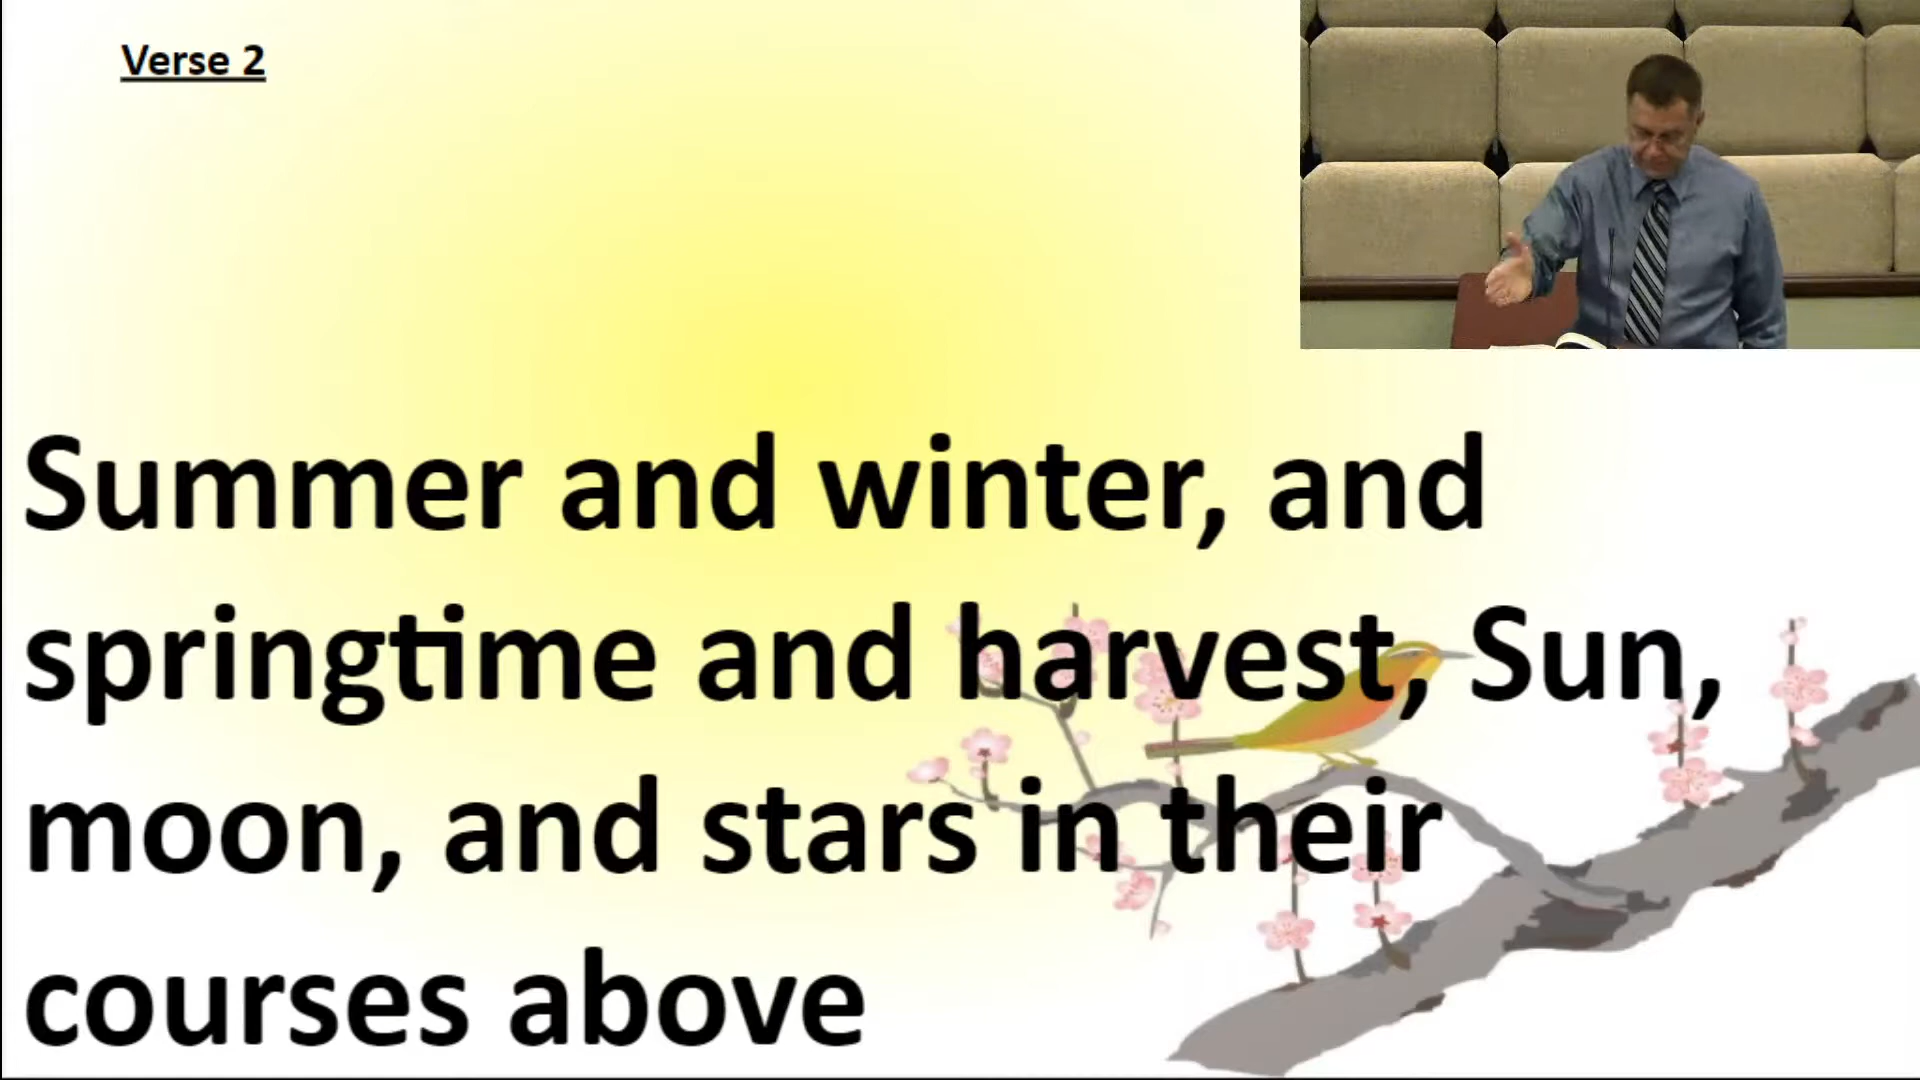 Verse 2
Summer and winter, and
springtime and harvest, Sun,
moon, and stars in their
courses above